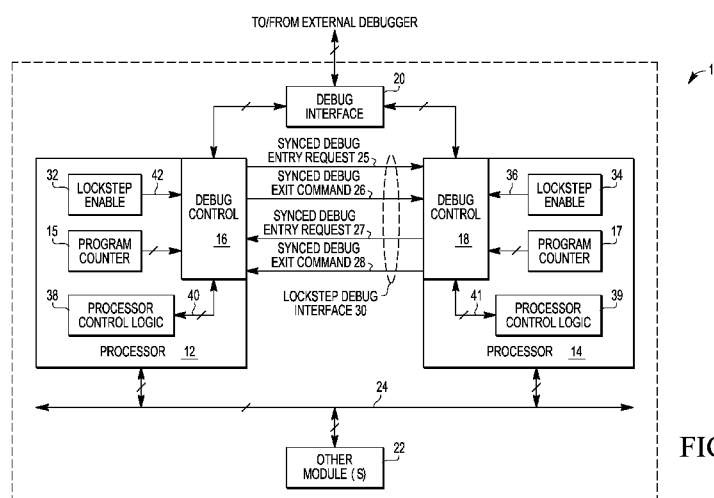 TO/FROM EXTERNAL DEBUGGER
20
DEBUG
INTERFACE
1
SYNCED DEBUG
ENTRY REQUEST 25
SYNCED DEBUG
EXIT COMMAND 26
SYNCED DEBUG
ENTRY REQUEST 27
SYNCED DEBUG
EXIT COMMAND 28
LOCKSTEP DEBUG
INTERFACE 30
32
LOCKSTEP
ENABLE
42
DEBUG
CONTROL
16
15
PROGRAM
COUNTER
38
PROCESSOR
CONTROL LOGIC
40
PROCESSOR 12
DEBUG
CONTROL
18
36
LOCKSTEP
ENABLE
34
PROGRAM
COUNTER
17
41
PROCESSOR
CONTROL LOGIC
39
PROCESSOR 14
24
OTHER
MODULE (S)
22